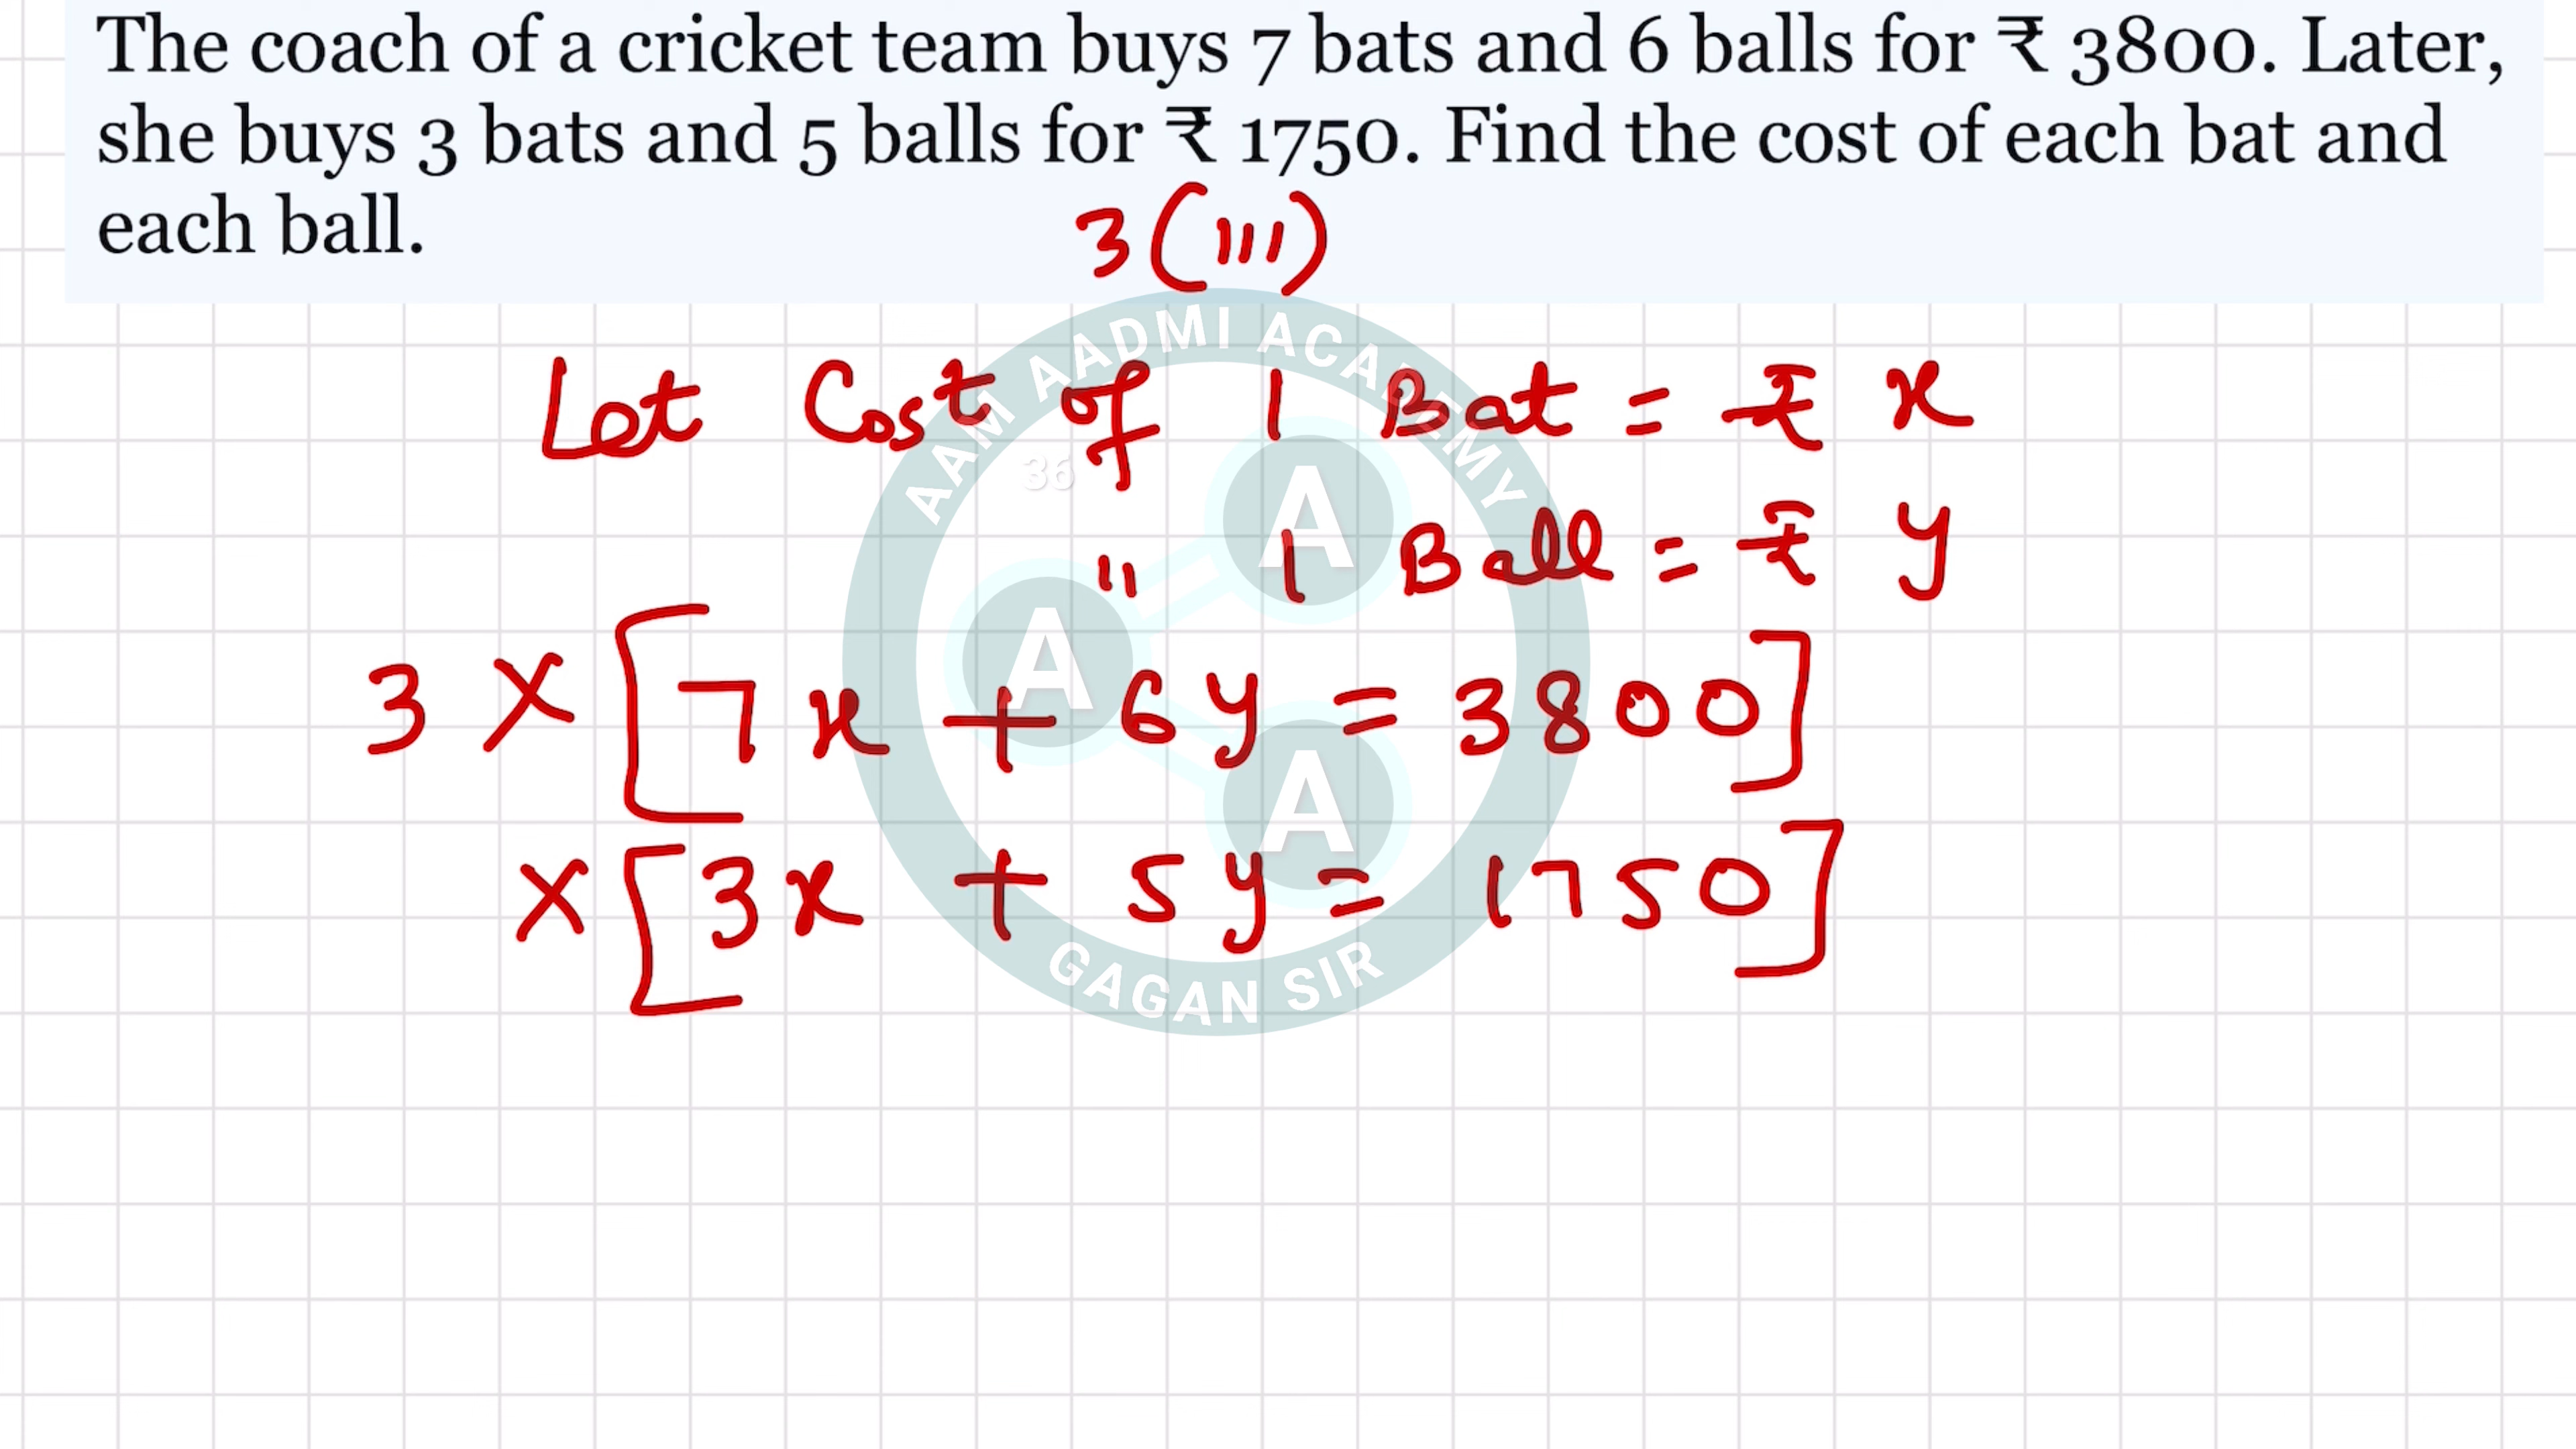 The coach of a cricket team buys 7 bats and 6 balls for ₹ 3800. Later,
she buys 3 bats and 5 balls for ₹ 1750. Find the cost of each bat and
each ball.
3(111)
AAM AADMI ACADEMY
Let Cost of 1 Bat = ₹ x
36
" 1 Ball = ₹ y
A
A
3 × [7x + 6y = 3800]
A
× [3x + 5y = 1750]
GAGAN SIR